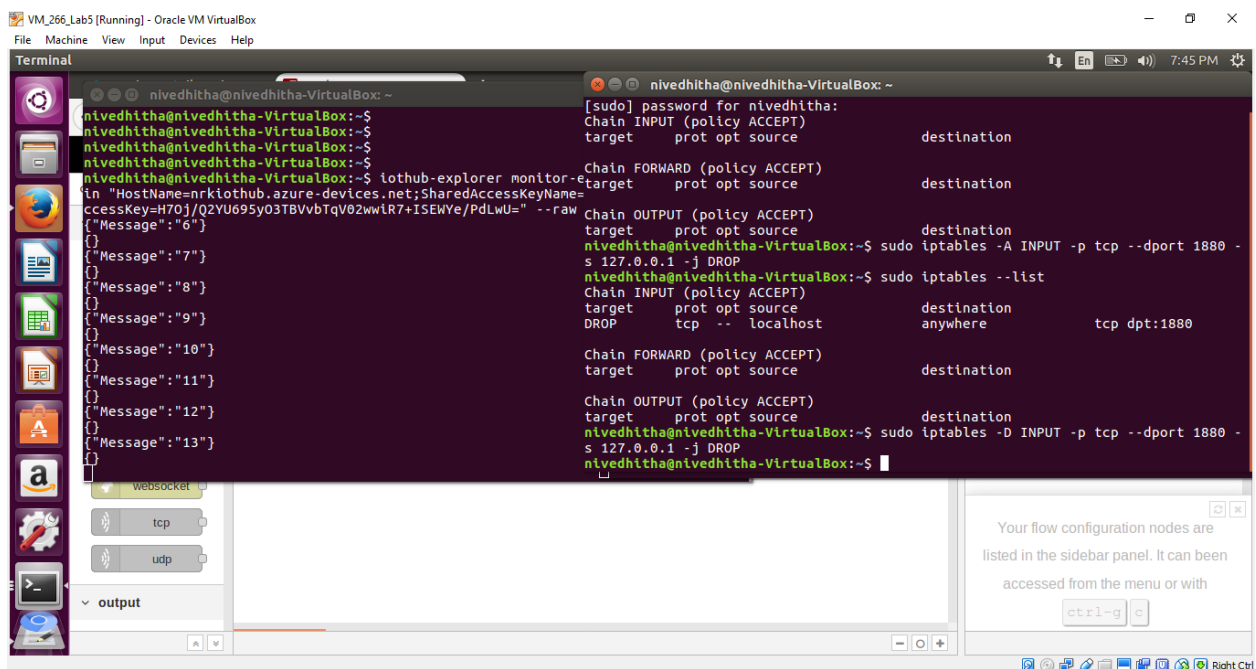 VM_266_Lab5 [Running] - Oracle VM VirtualBox
File Machine View Input Devices Help
Terminal
En
7:45 PM
nivedhitha@nivedhitha-VirtualBox: ~
nivedhitha@nivedhitha-VirtualBox:~$
nivedhitha@nivedhitha-VirtualBox:~$
nivedhitha@nivedhitha-VirtualBox:~$
nivedhitha@nivedhitha-VirtualBox:~$
nivedhitha@nivedhitha-VirtualBox:~$ iothub-explorer monitor-e
in "HostName=nrkiothub.azure-devices.net;SharedAccessKeyName=
ccessKey=H7Oj/Q2YU695yO3TBVvbTqV02wwiR7+ISEWYe/PdLwU=" --raw
{"Message":"6"}
{}
{"Message":"7"}
{}
{"Message":"8"}
{}
{"Message":"9"}
{}
{"Message":"10"}
{}
{"Message":"11"}
{}
{"Message":"12"}
{}
{"Message":"13"}
{}
nivedhitha@nivedhitha-VirtualBox: ~
[sudo] password for nivedhitha:
Chain INPUT (policy ACCEPT)
target prot opt source destination
Chain FORWARD (policy ACCEPT)
target prot opt source destination
Chain OUTPUT (policy ACCEPT)
target prot opt source destination
nivedhitha@nivedhitha-VirtualBox:~$ sudo iptables -A INPUT -p tcp --dport 1880 -
s 127.0.0.1 -j DROP
nivedhitha@nivedhitha-VirtualBox:~$ sudo iptables --list
Chain INPUT (policy ACCEPT)
target prot opt source destination
DROP tcp -- localhost anywhere tcp dpt:1880
Chain FORWARD (policy ACCEPT)
target prot opt source destination
Chain OUTPUT (policy ACCEPT)
target prot opt source destination
nivedhitha@nivedhitha-VirtualBox:~$ sudo iptables -D INPUT -p tcp --dport 1880 -
s 127.0.0.1 -j DROP
nivedhitha@nivedhitha-VirtualBox:~$
websocket
tcp
udp
output
Your flow configuration nodes are
listed in the sidebar panel. It can been
accessed from the menu or with
ctrl-g c
Right Ctrl